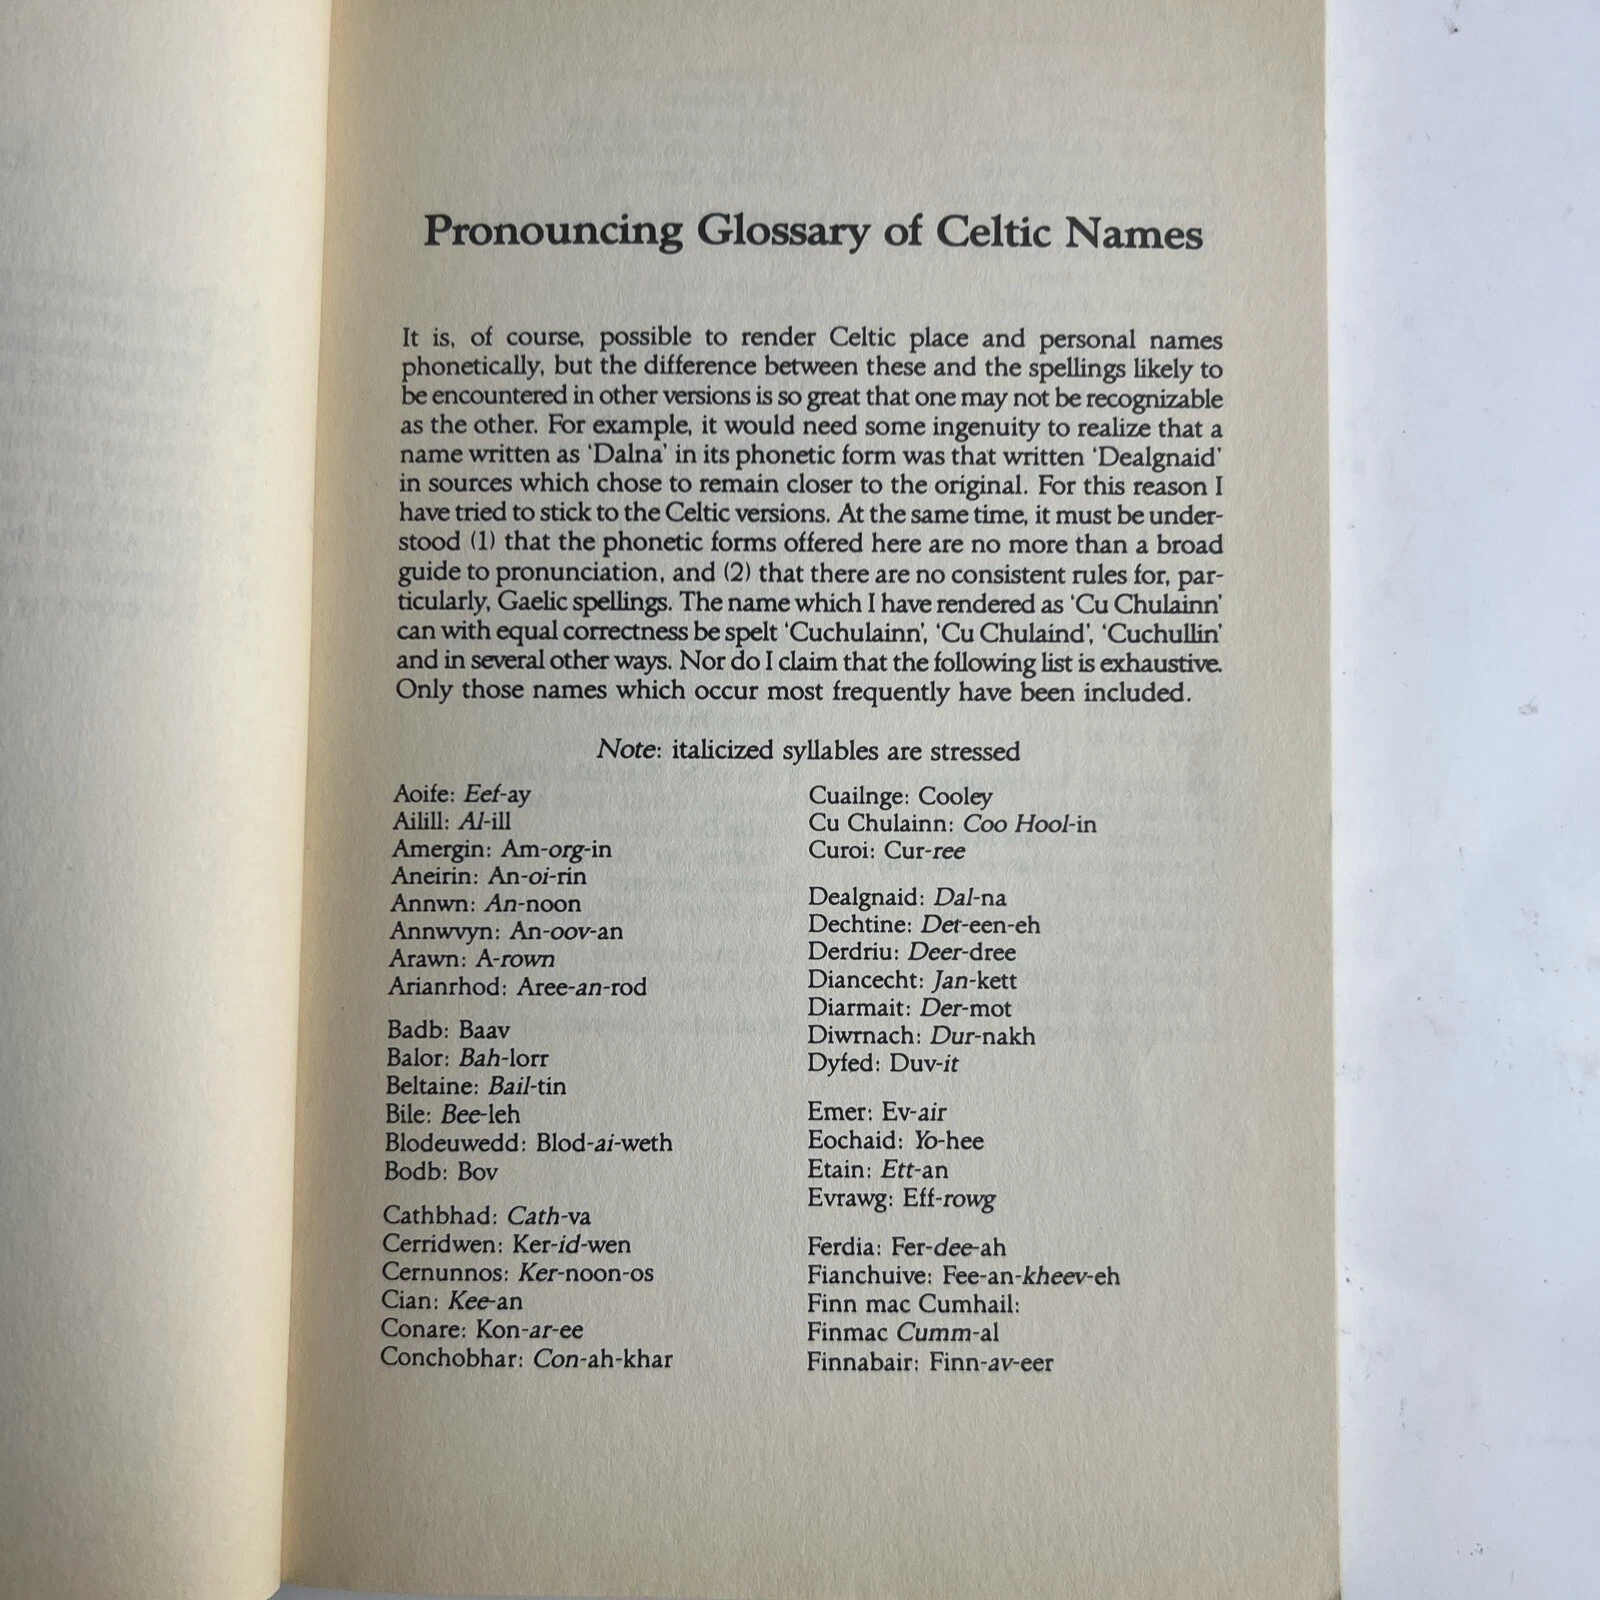 Pronouncing Glossary of Celtic Names
It is, of course, possible to render Celtic place and personal names
phonetically, but the difference between these and the spellings likely to
be encountered in other versions is so great that one may not be recognizable
as the other. For example, it would need some ingenuity to realize that a
name written as ‘Dalna’ in its phonetic form was that written ‘Dealgnaid’
in sources which chose to remain closer to the original. For this reason I
have tried to stick to the Celtic versions. At the same time, it must be under-
stood (1) that the phonetic forms offered here are no more than a broad
guide to pronunciation, and (2) that there are no consistent rules for, par-
ticularly, Gaelic spellings. The name which I have rendered as ‘Cu Chulainn’
can with equal correctness be spelt ‘Cuchulainn’, ‘Cu Chulaind’, ‘Cuchullin’
and in several other ways. Nor do I claim that the following list is exhaustive.
Only those names which occur most frequently have been included.
Note: italicized syllables are stressed
Aoife: Eef-ay
Ailill: Al-ill
Amergin: Am-org-in
Aneirin: An-oi-rin
Annwn: An-noon
Annwvyn: An-oov-an
Arawn: A-rown
Arianrhod: Aree-an-rod
Badb: Baav
Balor: Bah-lorr
Beltaine: Bail-tin
Bile: Bee-leh
Blodeuwedd: Blod-ai-weth
Bodb: Bov
Cathbhad: Cath-va
Cerridwen: Ker-id-wen
Cernunnos: Ker-noon-os
Cian: Kee-an
Conare: Kon-ar-ee
Conchobhar: Con-ah-khar
Cuailnge: Cooley
Cu Chulainn: Coo Hool-in
Curoi: Cur-ree
Dealgnaid: Dal-na
Dechtine: Det-een-eh
Derdriu: Deer-dree
Diancecht: Jan-kett
Diarmait: Der-mot
Diwrnach: Dur-nakh
Dyfed: Duv-it
Emer: Ev-air
Eochaid: Yo-hee
Etain: Ett-an
Evrawg: Eff-rowg
Ferdia: Fer-dee-ah
Fianchuive: Fee-an-kheev-eh
Finn mac Cumhail:
Finmac Cumm-al
Finnabair: Finn-av-eer